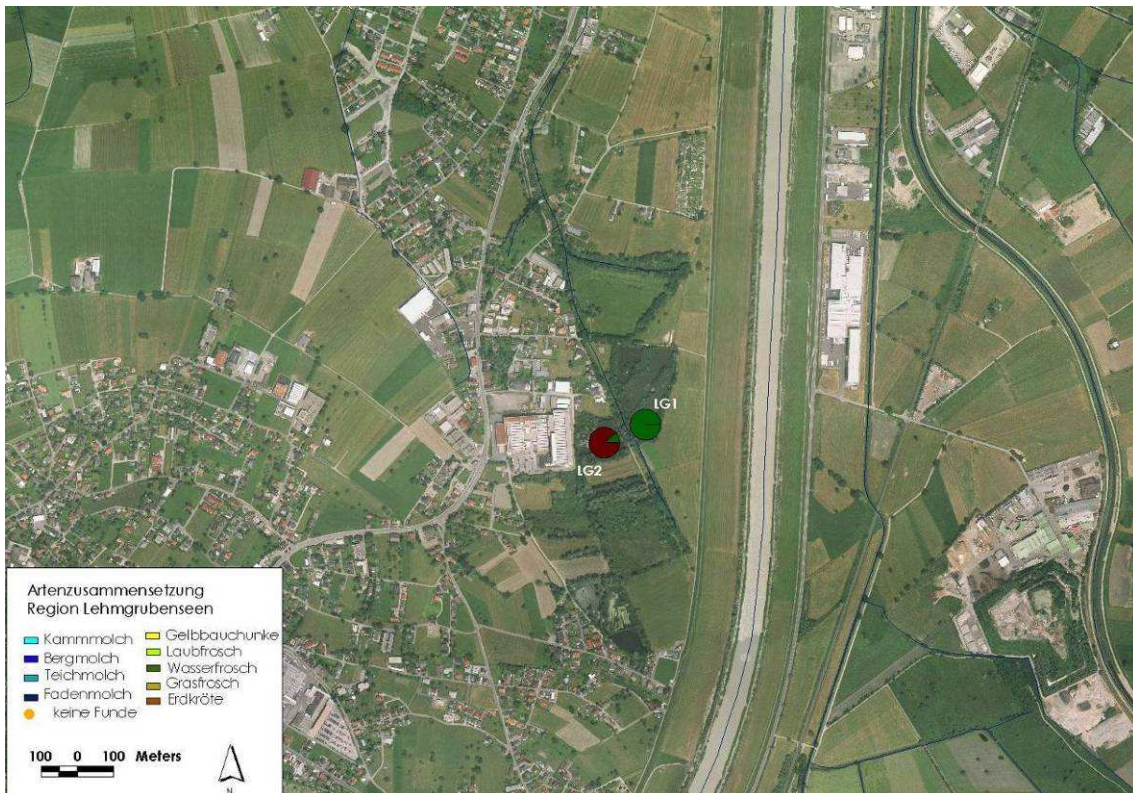 LG1
LG2
Artenzusammensetzung
Region Lehmgrubenseen
Kammmolch
Bergmolch
Teichmolch
Fadenmolch
keine Funde
Gelbbauchunke
Laubfrosch
Wasserfrosch
Grasfrosch
Erdkröte
100 0 100 Meters
N